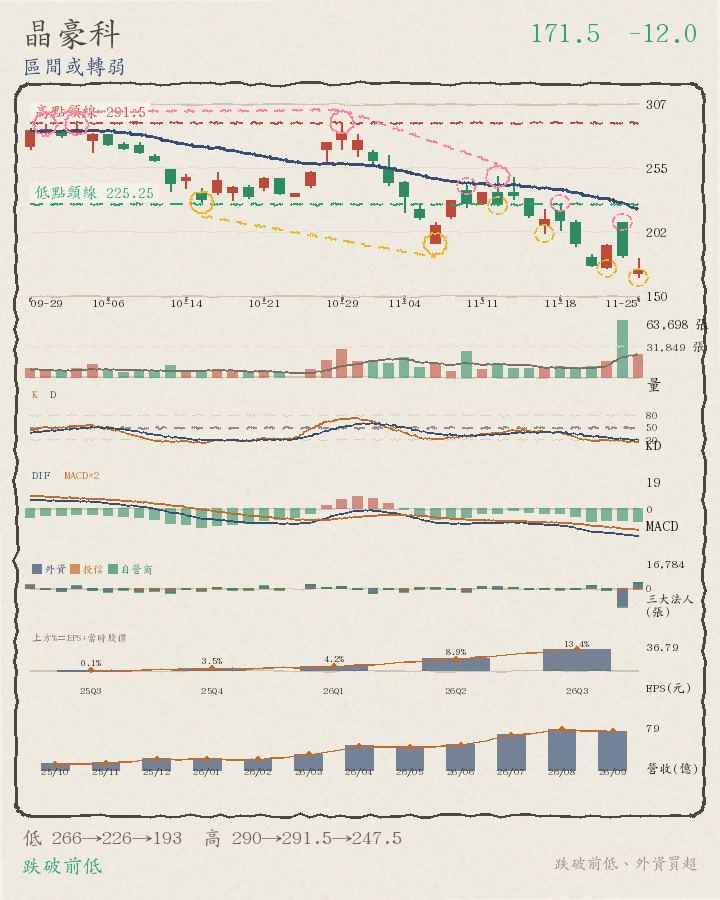 晶豪科
171.5 -12.0
區間或轉弱
高點頸線 291.5
307
255
低點頸線 225.25
202
150
09-29 10-06 10-14 10-21 10-29 11-04 11-11 11-18 11-25
63,698 張
31,849 張
量
K D
80
50
20
KD
DIF MACD×2
19
0
MACD
外資 投信 自營商
16,784
0
三大法人
(張)
上方%=EPS÷當時股價
36.79
0.1% 3.5% 4.2% 8.9% 13.4%
25Q3 25Q4 26Q1 26Q2 26Q3
EPS(元)
79
營收(億)
25/10 25/11 25/12 26/01 26/02 26/03 26/04 26/05 26/06 26/07 26/08 26/09
低 266→226→193 高 290→291.5→247.5
跌破前低
跌破前低、外資買超